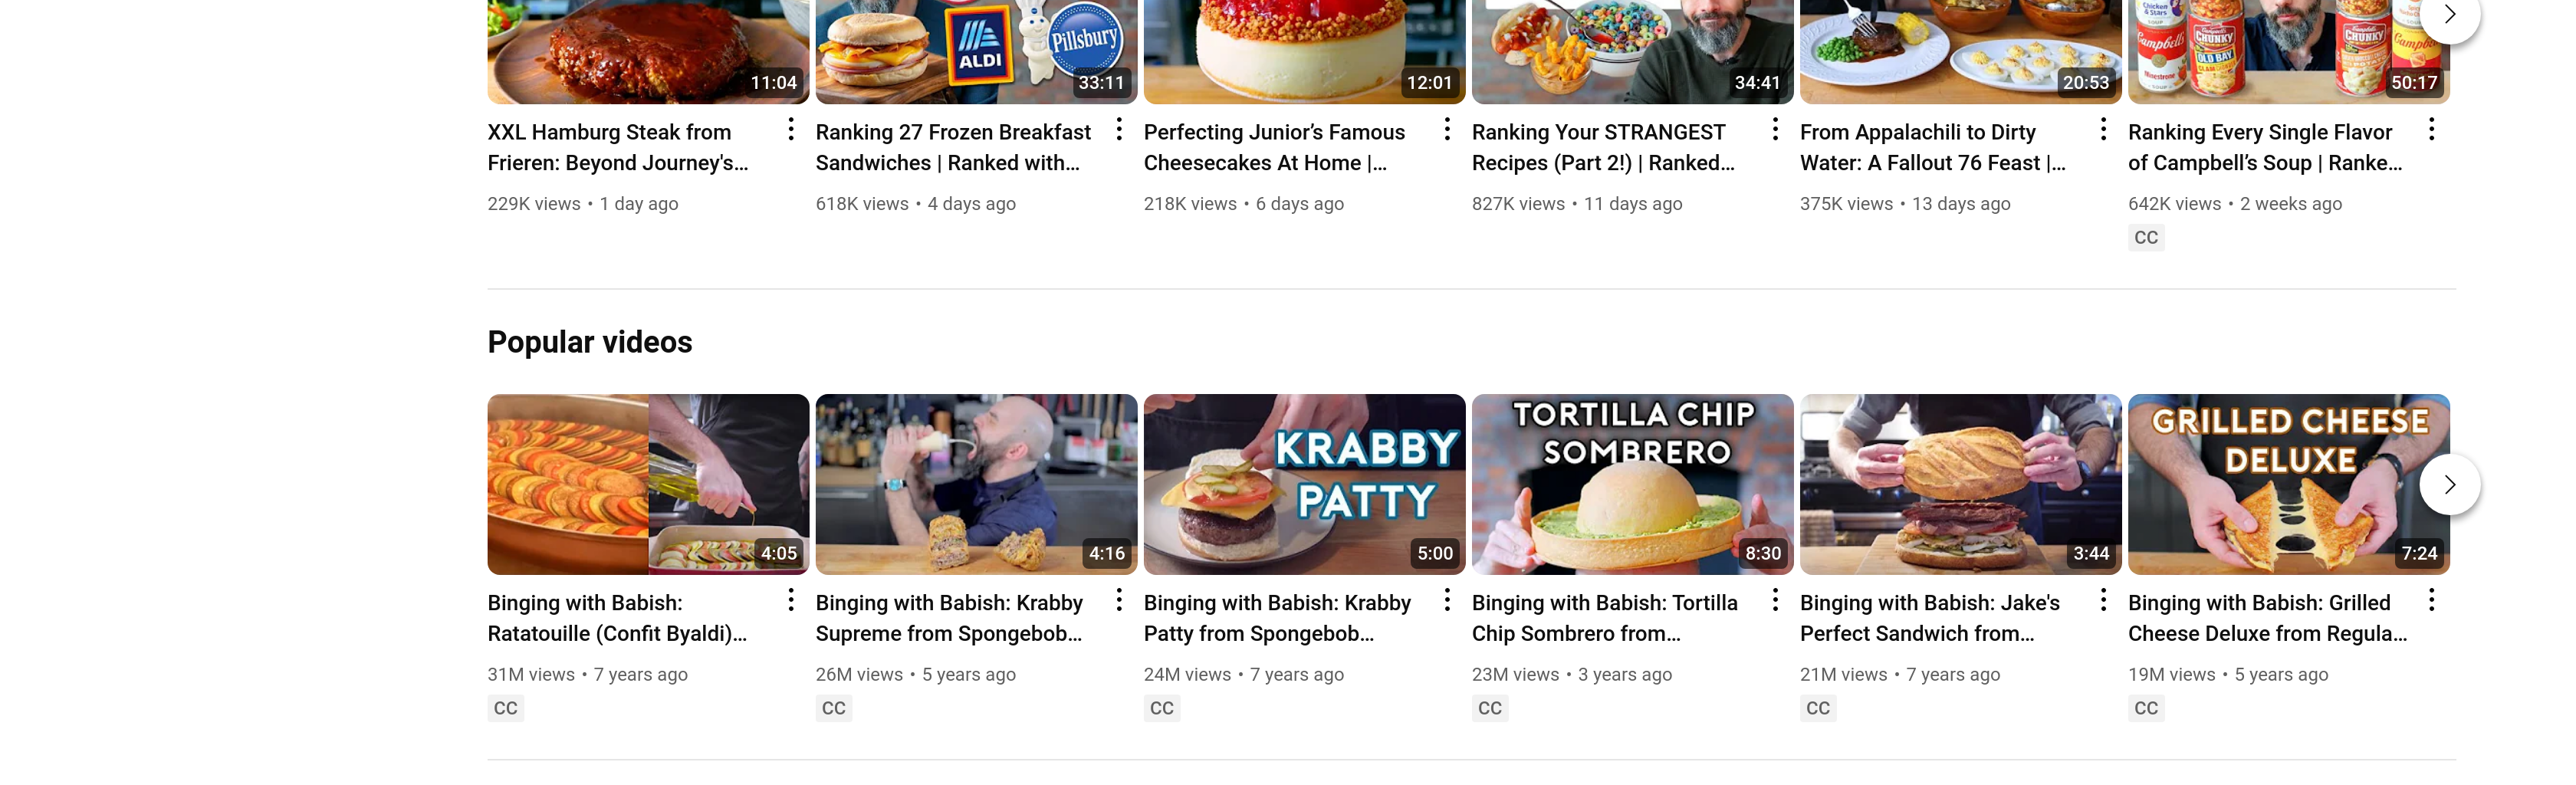 Pillsbury
ALDI
Chicken
& Stars
SOUP
Campbell's
Minestrone
CHUNKY
OLD BAY
CHUNKY
11:04
33:11
12:01
34:41
20:53
50:17
XXL Hamburg Steak from
Frieren: Beyond Journey's...
229K views • 1 day ago
Ranking 27 Frozen Breakfast
Sandwiches | Ranked with...
618K views • 4 days ago
Perfecting Junior’s Famous
Cheesecakes At Home |...
218K views • 6 days ago
Ranking Your STRANGEST
Recipes (Part 2!) | Ranked...
827K views • 11 days ago
From Appalachili to Dirty
Water: A Fallout 76 Feast |...
375K views • 13 days ago
Ranking Every Single Flavor
of Campbell’s Soup | Ranke...
642K views • 2 weeks ago
CC
Popular videos
4:05
4:16
KRABBY
PATTY
5:00
TORTILLA CHIP
SOMBRERO
8:30
3:44
GRILLED CHEESE
DELUXE
7:24
Binging with Babish:
Ratatouille (Confit Byaldi)...
31M views • 7 years ago
CC
Binging with Babish: Krabby
Supreme from Spongebob...
26M views • 5 years ago
CC
Binging with Babish: Krabby
Patty from Spongebob...
24M views • 7 years ago
CC
Binging with Babish: Tortilla
Chip Sombrero from...
23M views • 3 years ago
CC
Binging with Babish: Jake's
Perfect Sandwich from...
21M views • 7 years ago
CC
Binging with Babish: Grilled
Cheese Deluxe from Regula...
19M views • 5 years ago
CC